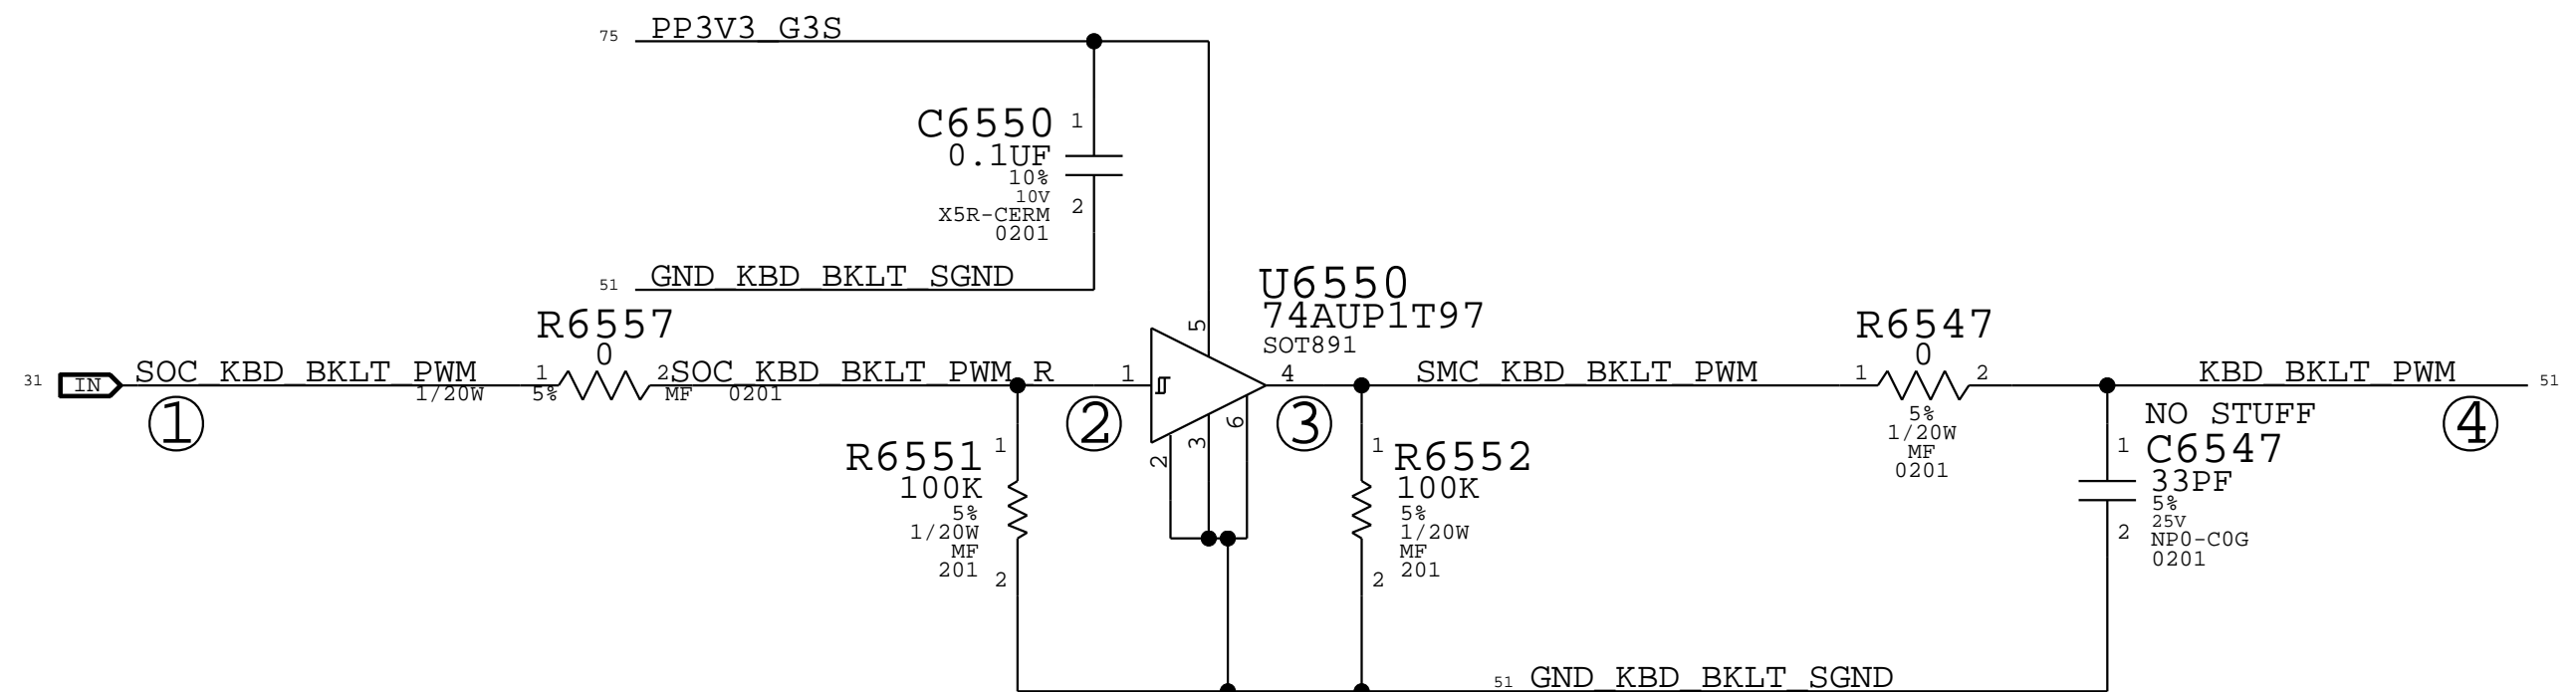 75 PP3V3_G3S
C6550 1
0.1UF
10%
10V
X5R-CERM 2
0201
51 GND_KBD_BKLT_SGND
U6550
74AUP1T97
SOT891
5
R6557
0
31 IN SOC_KBD_BKLT_PWM 1 2 SOC_KBD_BKLT_PWM_R 1
1/20W 5% MF 0201
① ②
4 SMC_KBD_BKLT_PWM
③
2 3 6
R6547
0
1 2
5%
1/20W
MF
0201
KBD_BKLT_PWM 51
④
NO STUFF
1 C6547
33PF
5%
25V
2 NP0-C0G
0201
R6551 1
100K
5%
1/20W
MF
201 2
1 R6552
100K
5%
1/20W
MF
2 201
51 GND_KBD_BKLT_SGND